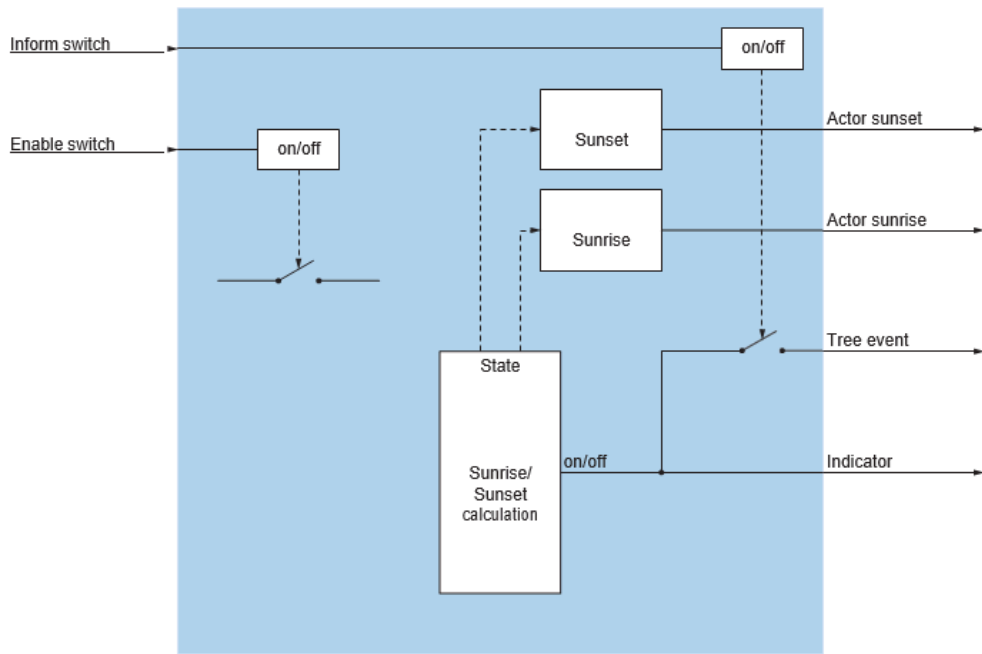 Inform switch
on/off
Actor sunset
Sunset
Enable switch
on/off
Actor sunrise
Sunrise
Tree event
State
on/off
Indicator
Sunrise/
Sunset
calculation